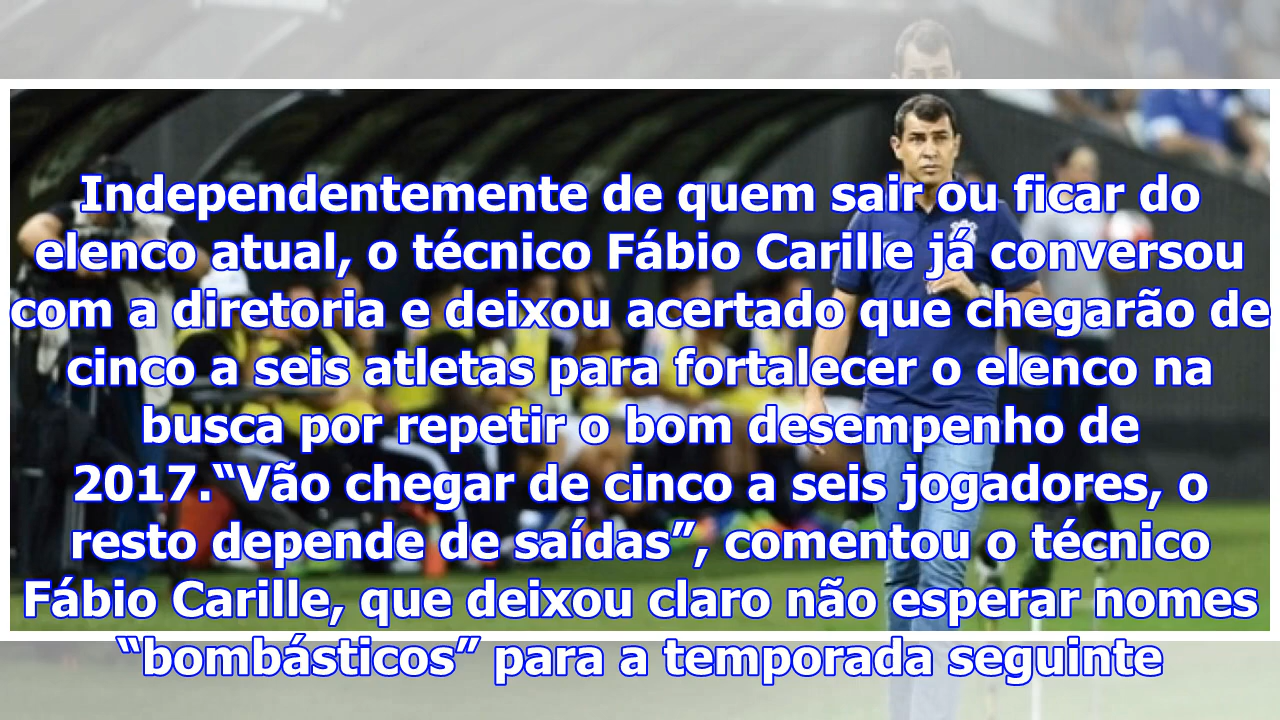 Independentemente de quem sair ou ficar do
elenco atual, o técnico Fábio Carille já conversou
com a diretoria e deixou acertado que chegarão de
cinco a seis atletas para fortalecer o elenco na
busca por repetir o bom desempenho de
2017.“Vão chegar de cinco a seis jogadores, o
resto depende de saídas”, comentou o técnico
Fábio Carille, que deixou claro não esperar nomes
“bombásticos” para a temporada seguinte